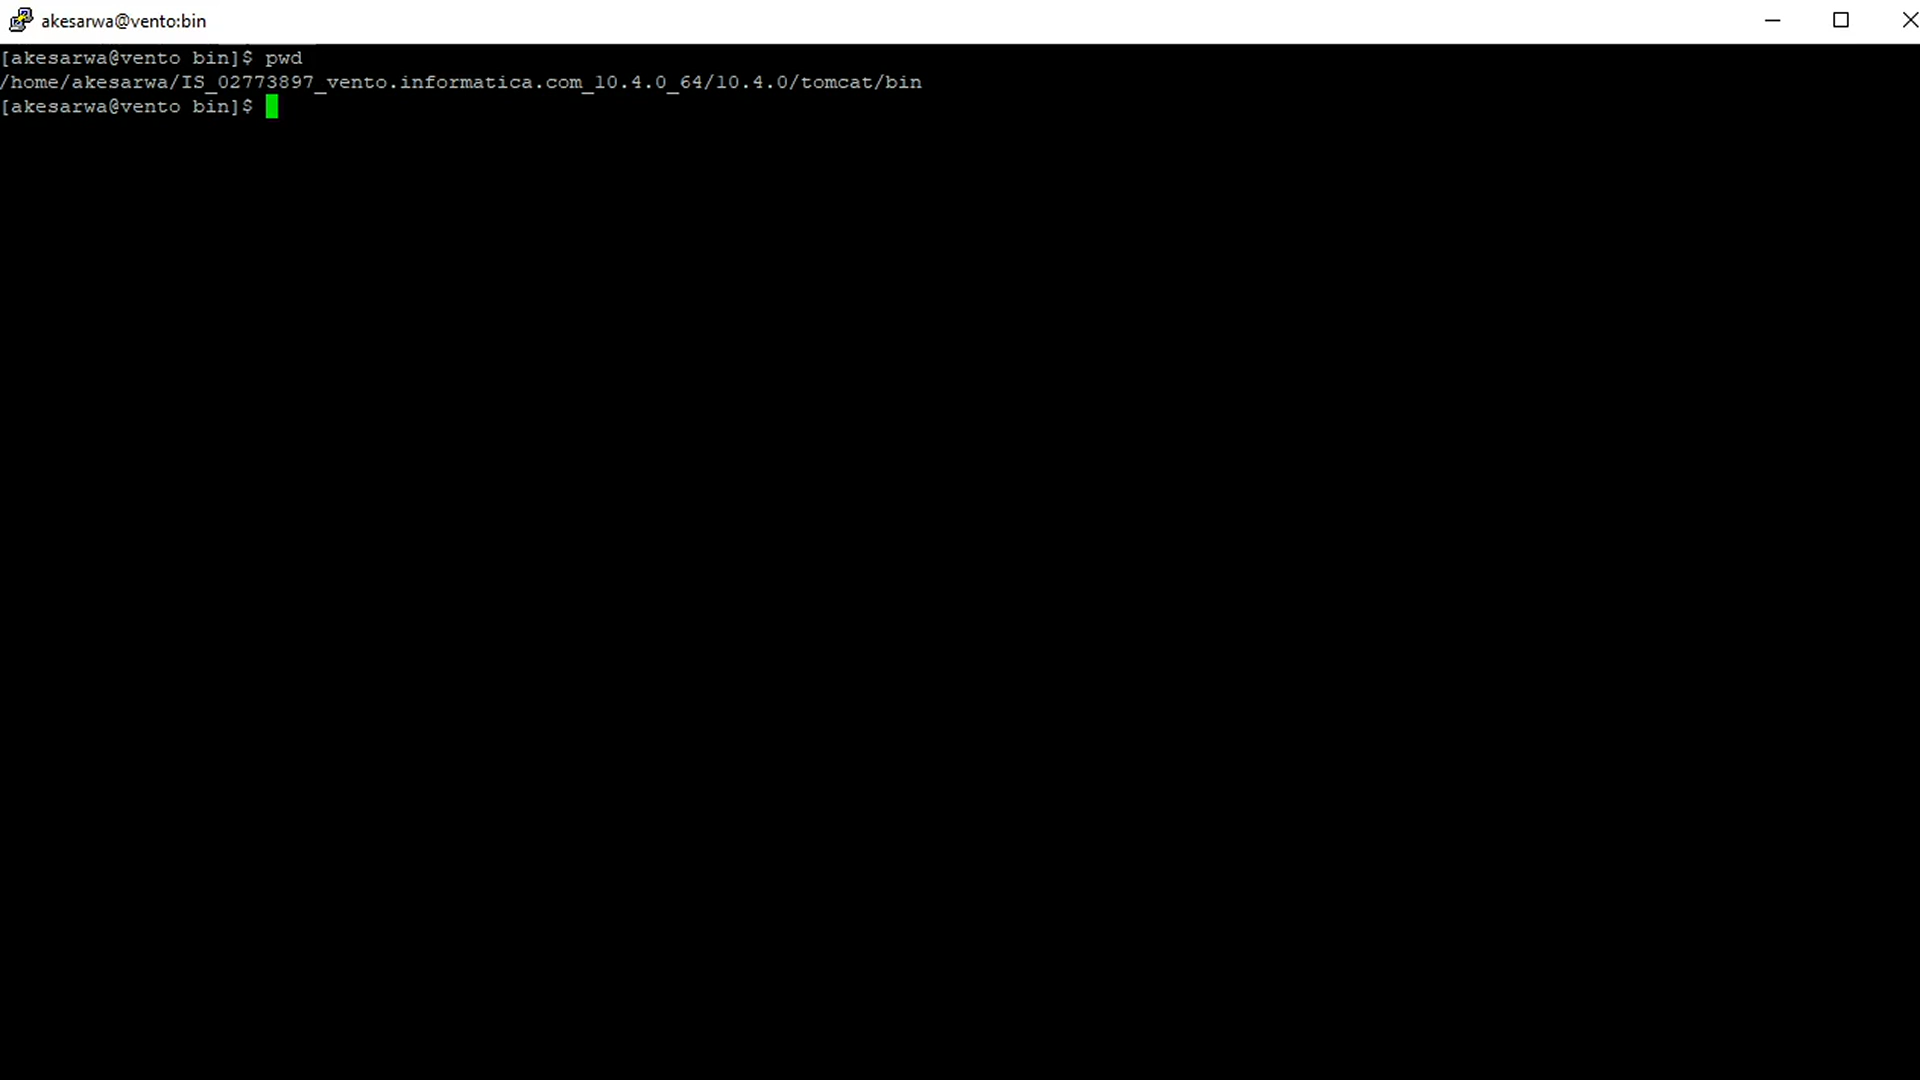 akesarwa@vento:bin
[akesarwa@vento bin]$ pwd
/home/akesarwa/IS_02773897_vento.informatica.com_10.4.0_64/10.4.0/tomcat/bin
[akesarwa@vento bin]$